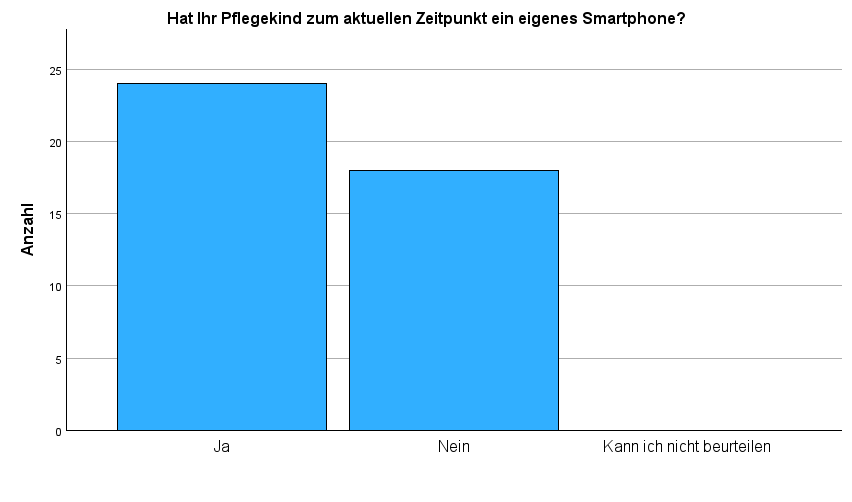 Hat Ihr Pflegekind zum aktuellen Zeitpunkt ein eigenes Smartphone?
Anzahl
25
20
15
10
5
0
Ja
Nein
Kann ich nicht beurteilen